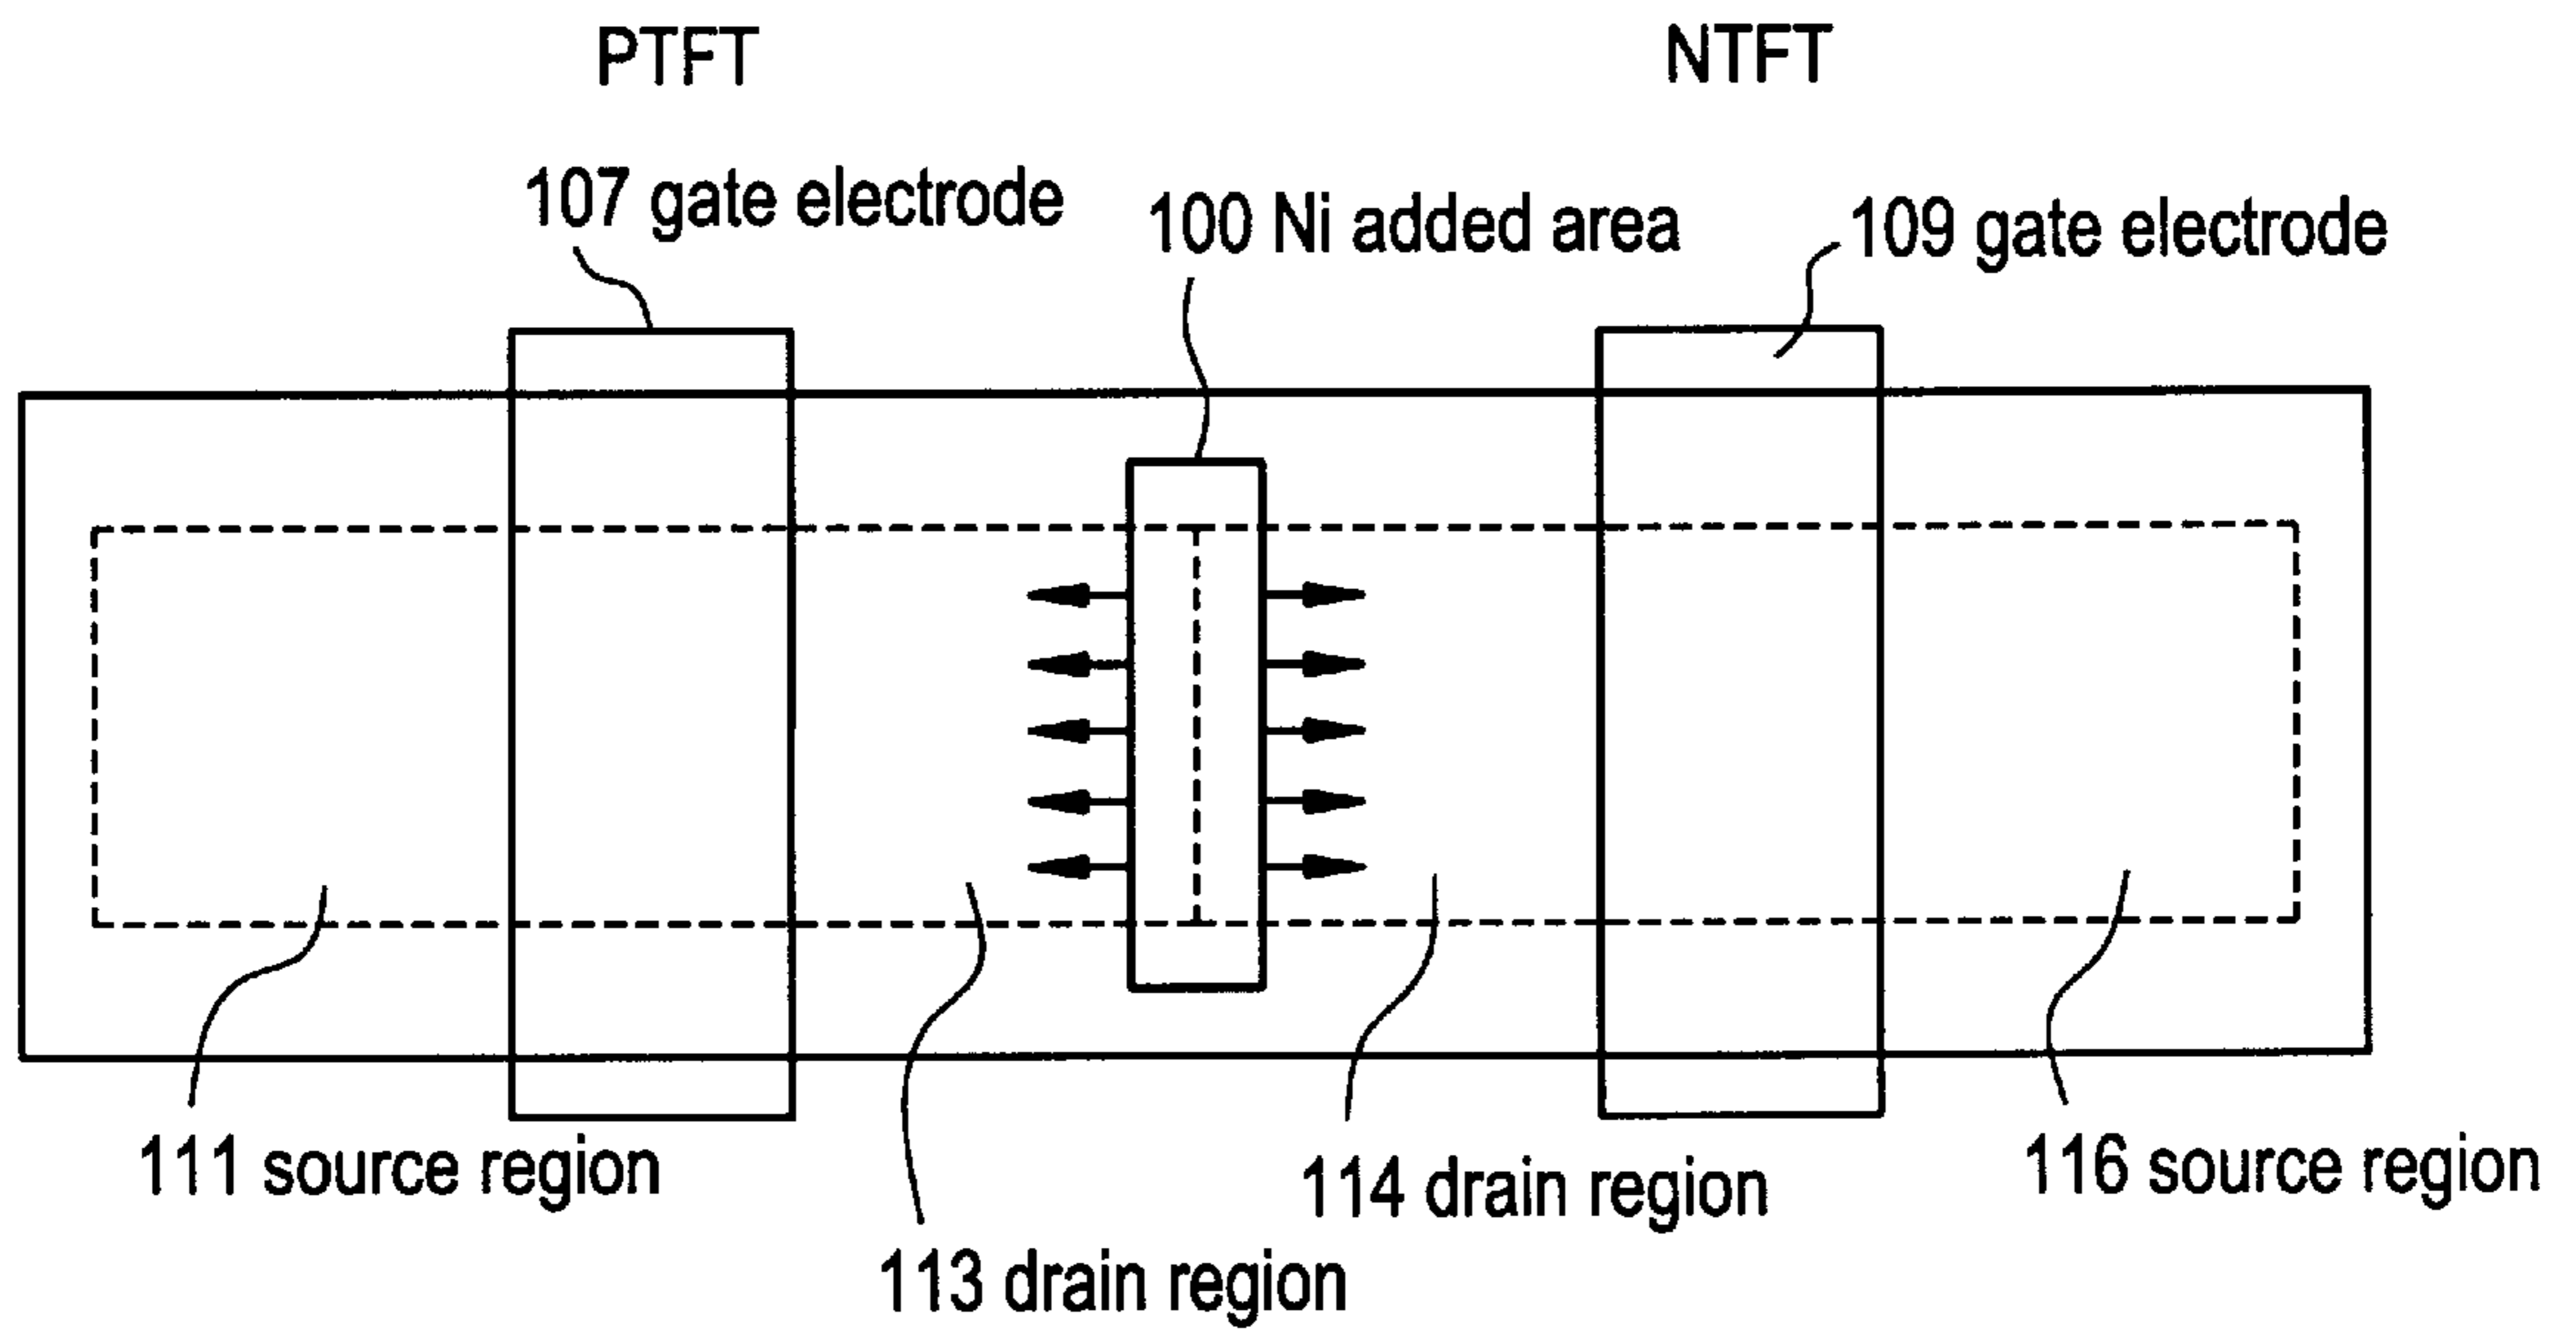 PTFT
NTFT
107 gate electrode
100 Ni added area
109 gate electrode
111 source region
113 drain region
114 drain region
116 source region